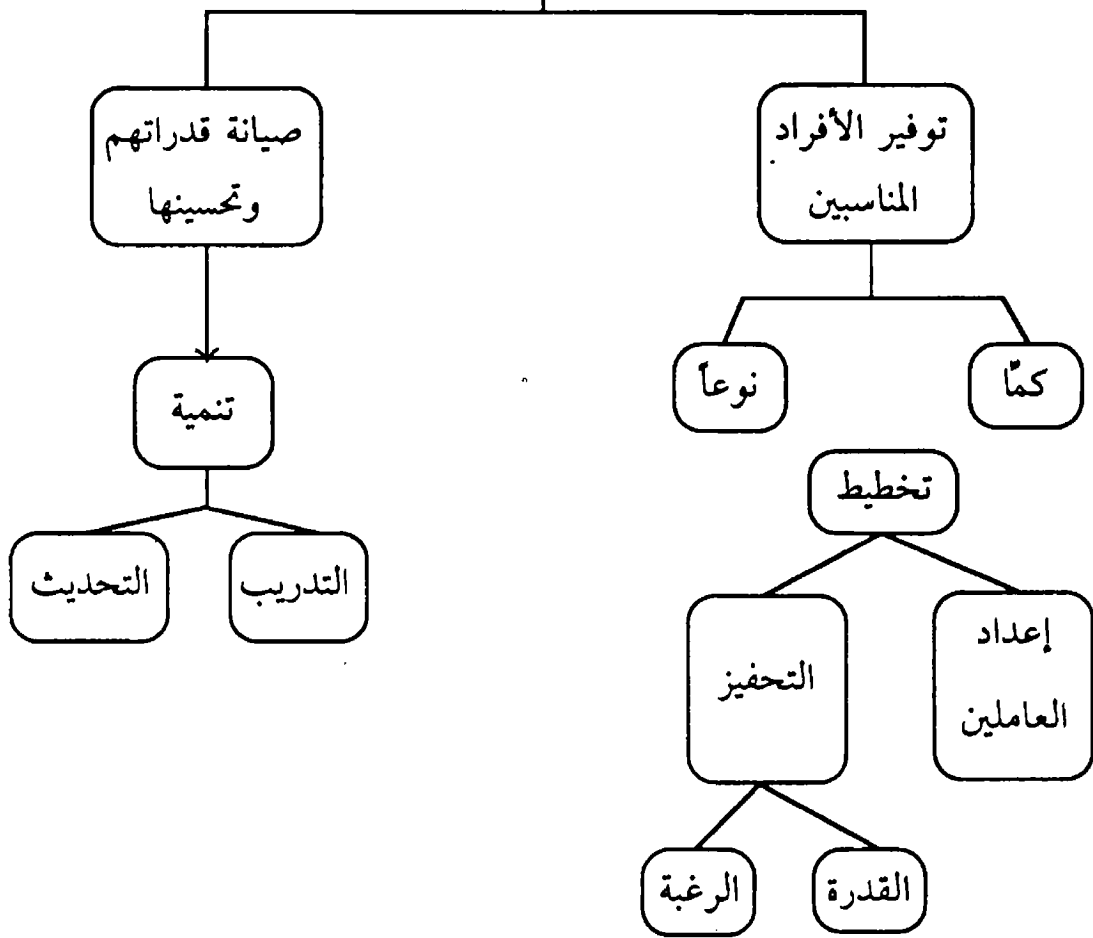 توفير الأفراد
المناسبين
صيانة قدراتهم
وتحسينها
كمّا
نوعاً
تنمية
تخطيط
التدريب
التحديث
إعداد
العاملين
التحفيز
القدرة
الرغبة